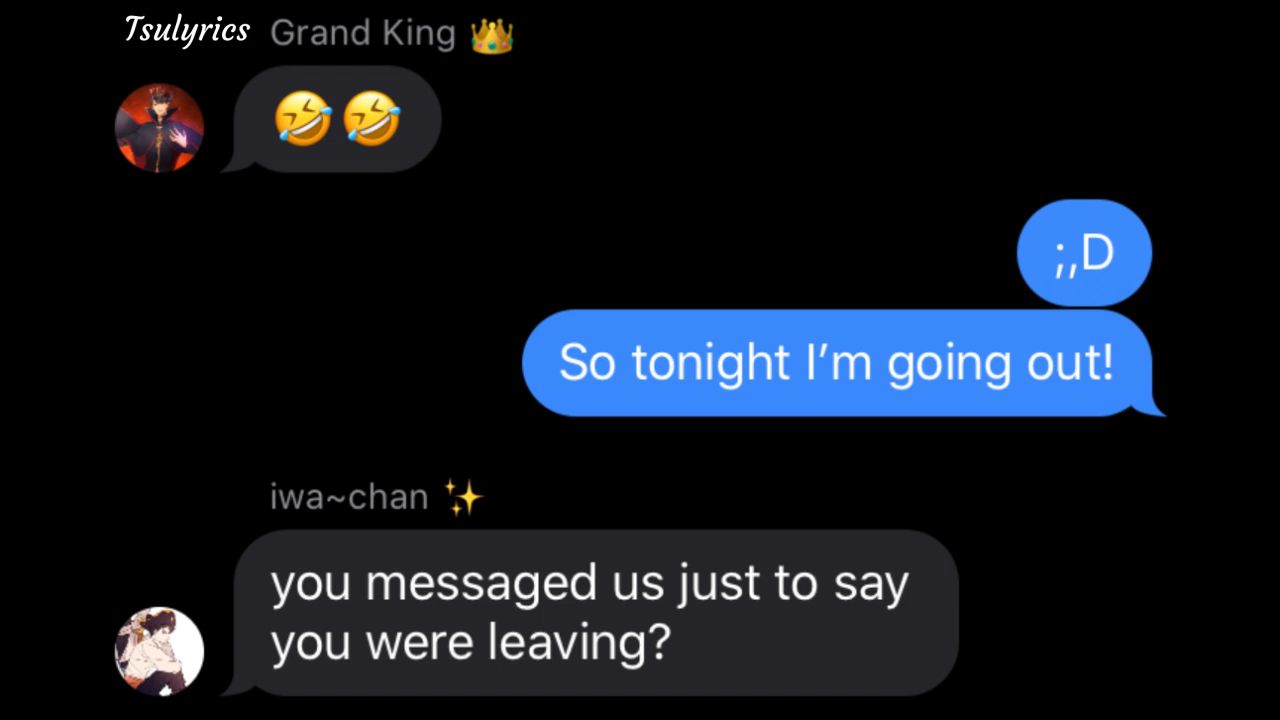 Tsulyrics Grand King 👑
🤣🤣
;,D
So tonight I’m going out!
iwa~chan ✨
you messaged us just to say
you were leaving?